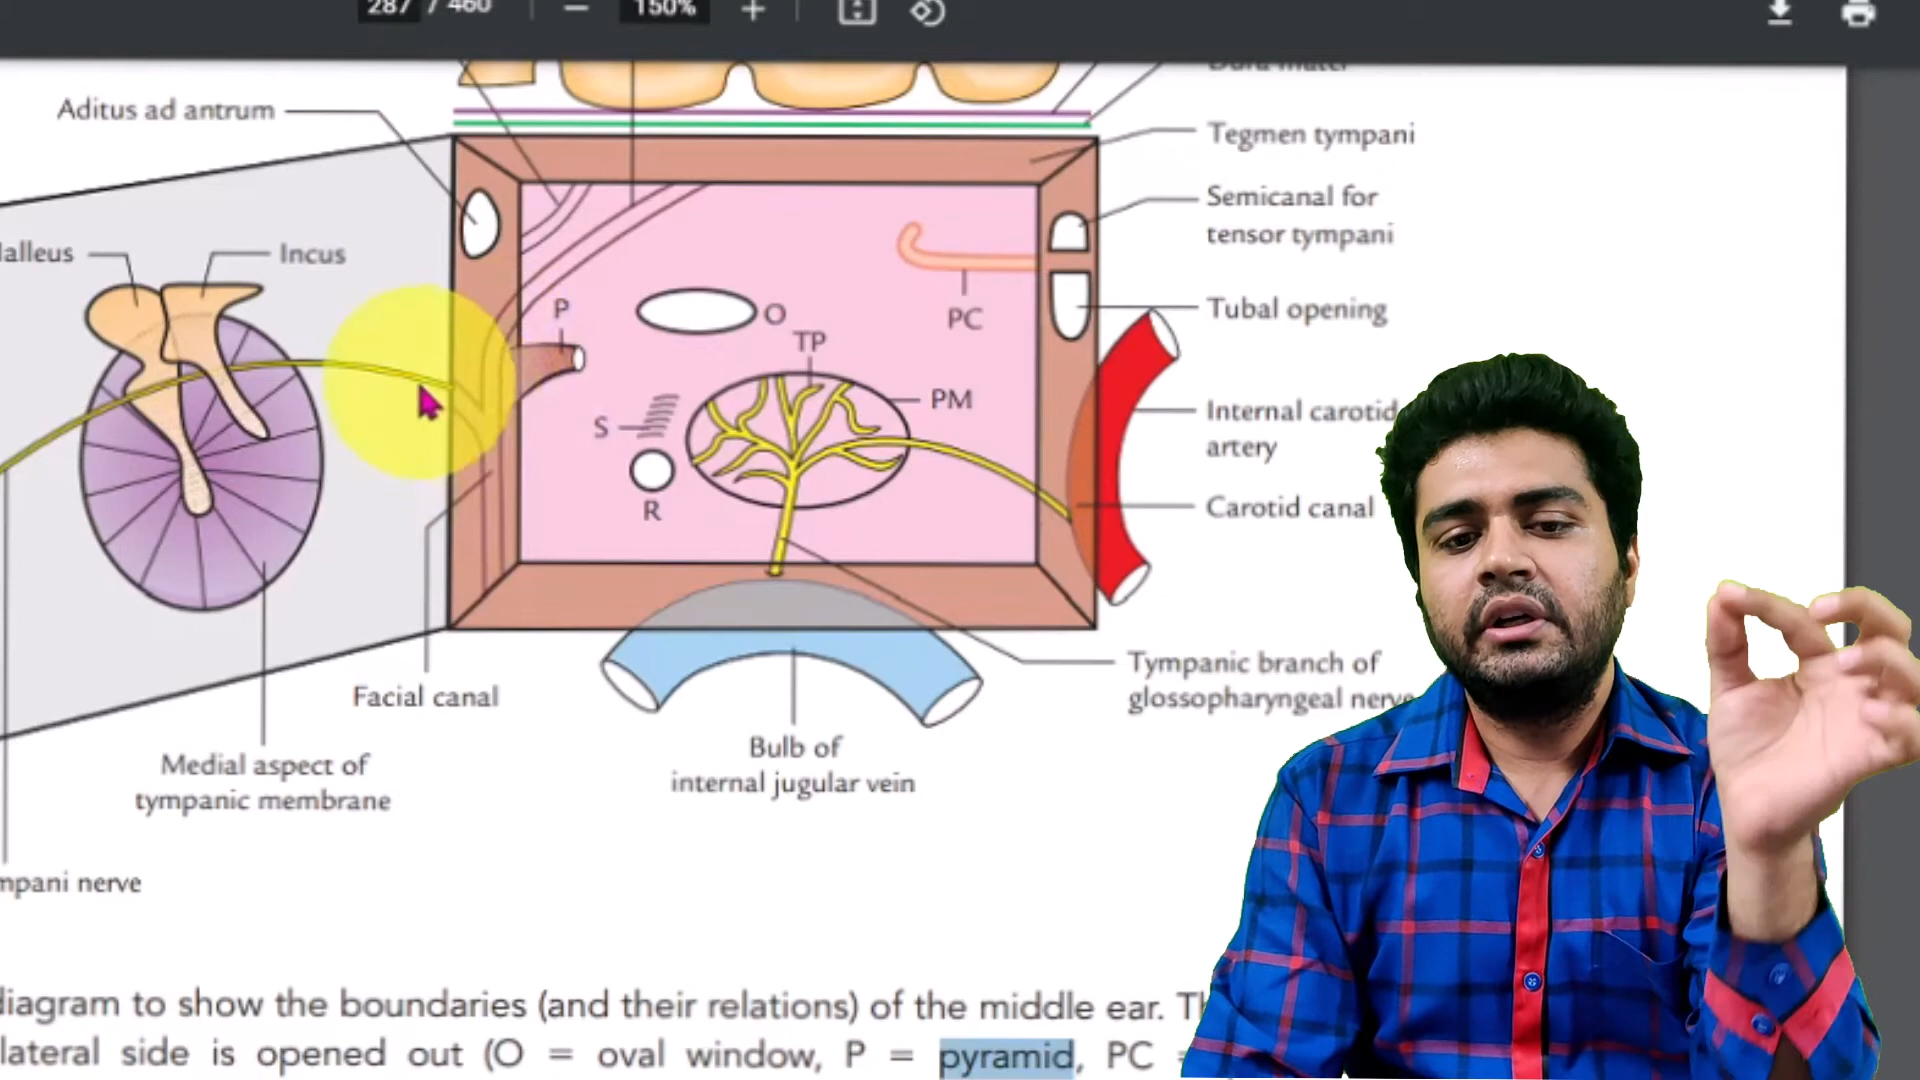 287 / 460
150%
Dura mater
Aditus ad antrum
Tegmen tympani
Semicanal for
tensor tympani
Incus
P
O
TP
PC
Tubal opening
PM
S
R
Internal carotid
artery
Carotid canal
Facial canal
Tympanic branch of
glossopharyngeal nerve
Medial aspect of
tympanic membrane
Bulb of
internal jugular vein
nerve
diagram to show the boundaries (and their relations) of the middle ear.
lateral side is opened out (O = oval window, P = pyramid, PC =